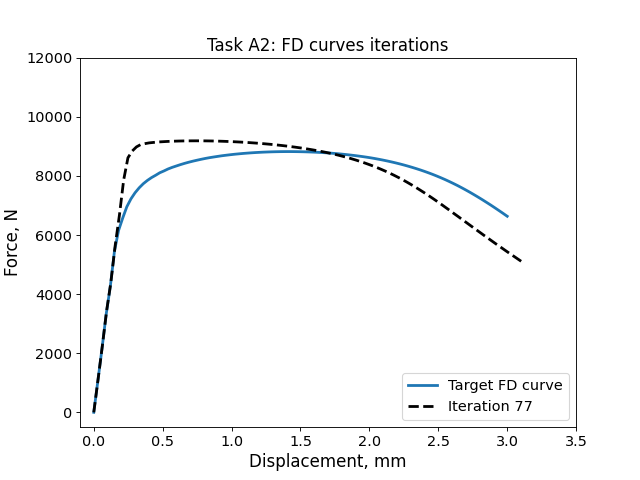 Task A2: FD curves iterations
12000
10000
8000
6000
4000
2000
0
Force, N
0.0 0.5 1.0 1.5 2.0 2.5 3.0 3.5
Displacement, mm
Target FD curve
Iteration 77